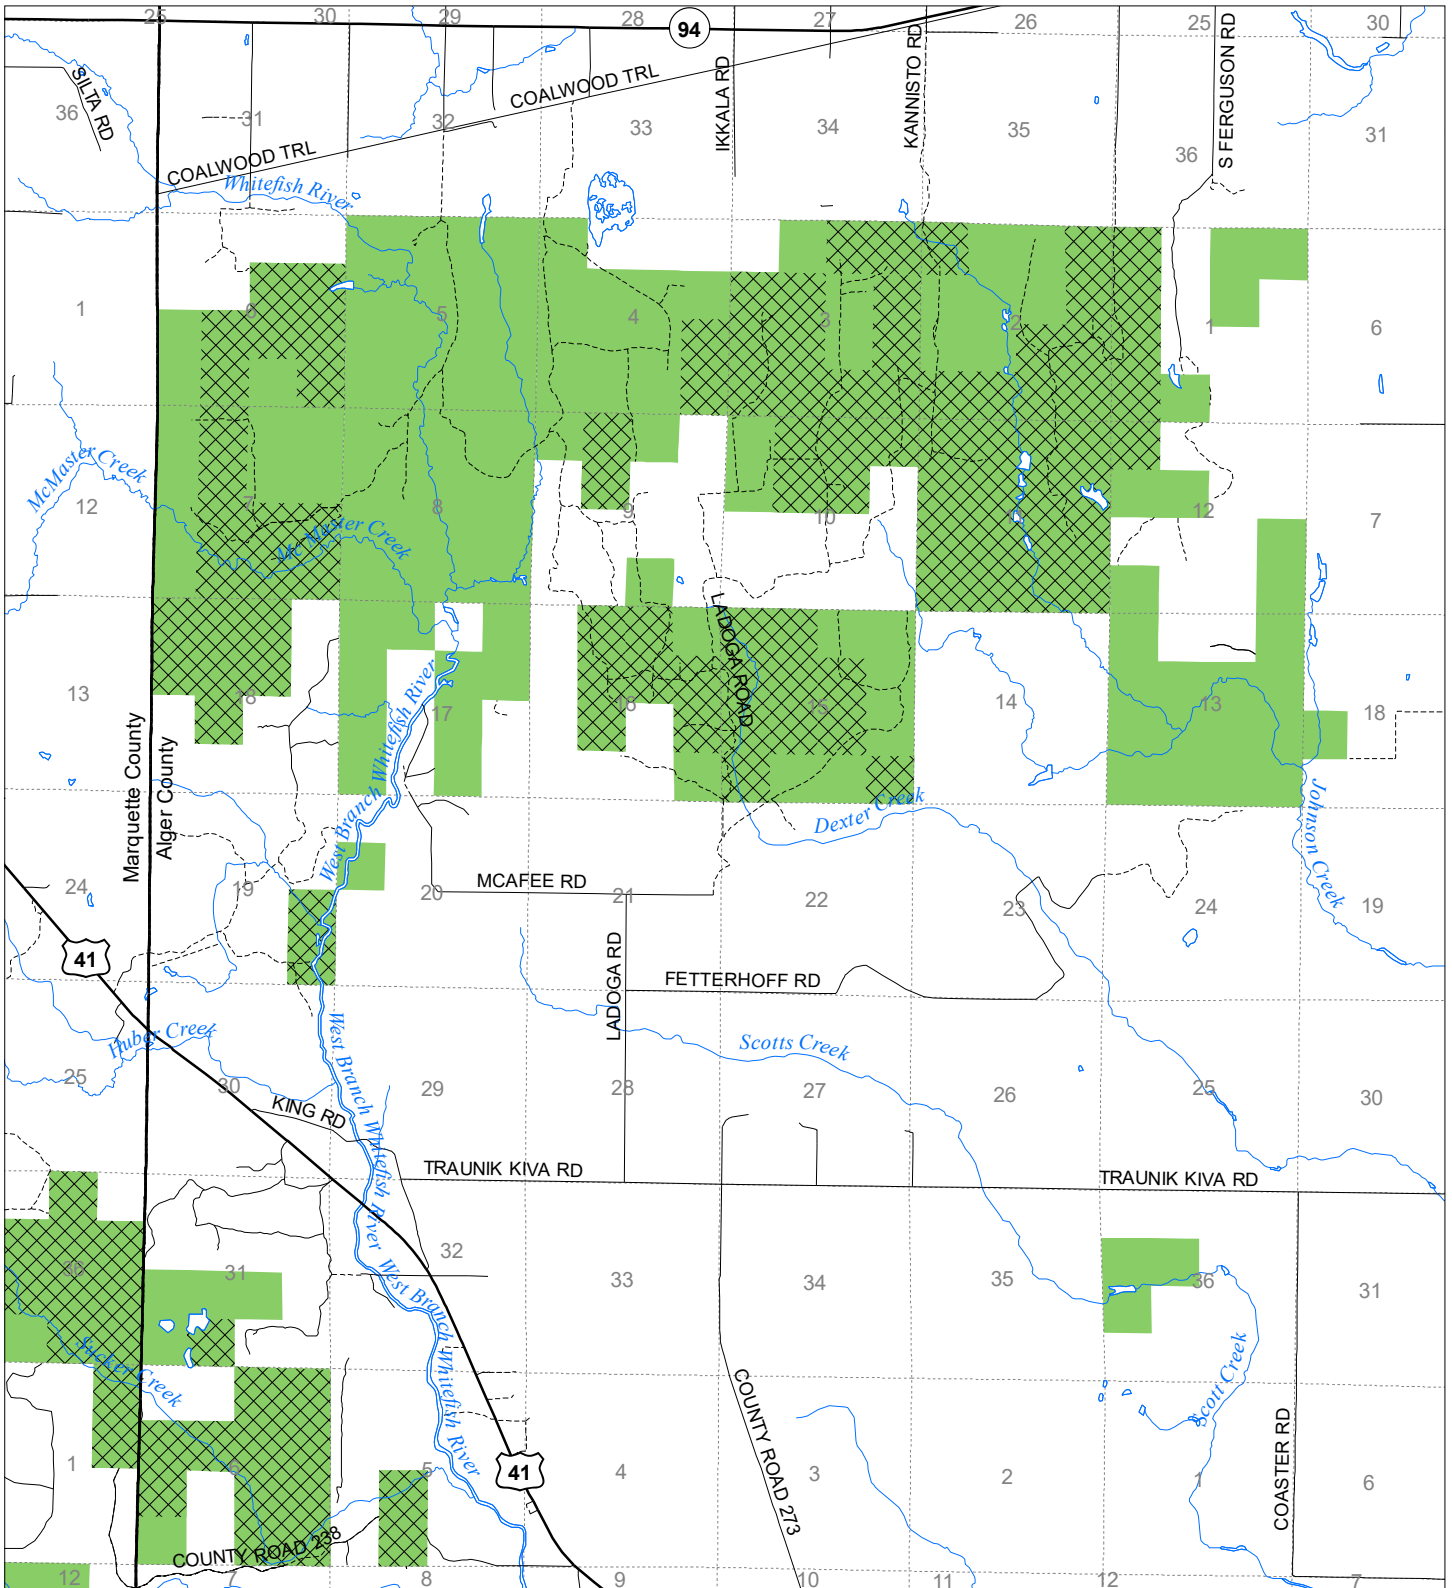 25
30
29
28
94
27
26
25
30
SILTA RD
36
31
32
COALWOOD TRL
33
IKKALA RD
34
KANNISTO RD
35
S FERGUSON RD
36
31
COALWOOD TRL
Whitefish River
1
6
5
4
3
2
1
6
McMaster Creek
12
7
Mc Master Creek
8
9
10
12
7
13
18
17
West Branch Whitefish River
16
LADOGA ROAD
15
14
13
18
Marquette County
Alger County
Dexter Creek
Johnson Creek
24
19
20
MCAFEE RD
21
22
23
24
19
41
LADOGA RD
FETTERHOFF RD
Huber Creek
West Branch Whitefish River
Scotts Creek
25
30
KING RD
29
28
27
26
25
30
TRAUNIK KIVA RD
TRAUNIK KIVA RD
36
31
32
33
34
35
36
31
West Branch Whitefish River
Sucker Creek
COUNTY ROAD 273
Scott Creek
COASTER RD
1
6
5
41
4
3
2
1
6
COUNTY ROAD 238
12
7
8
9
10
11
12
7